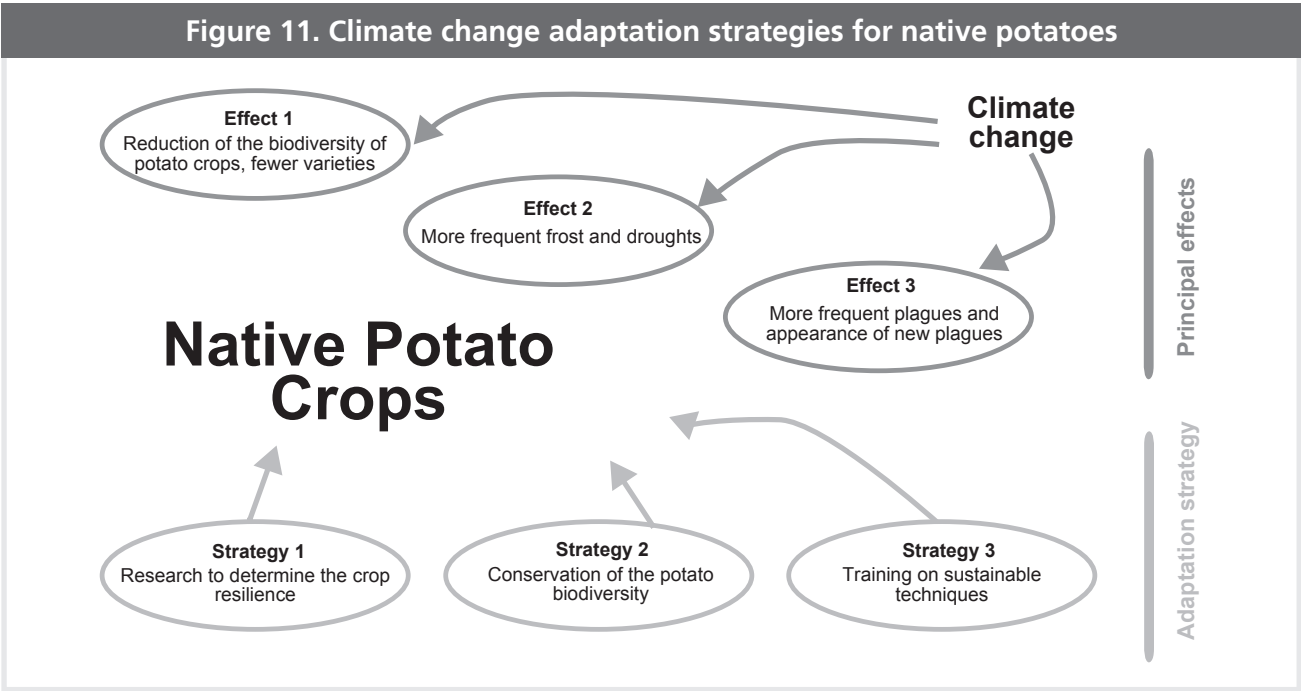 Figure 11. Climate change adaptation strategies for native potatoes
Climate
change
Effect 1
Reduction of the biodiversity of
potato crops, fewer varieties
Effect 2
More frequent frost and droughts
Effect 3
More frequent plagues and
appearance of new plagues
Principal effects
Native Potato
Crops
Strategy 1
Research to determine the crop
resilience
Strategy 2
Conservation of the potato
biodiversity
Strategy 3
Training on sustainable
techniques
Adaptation strategy